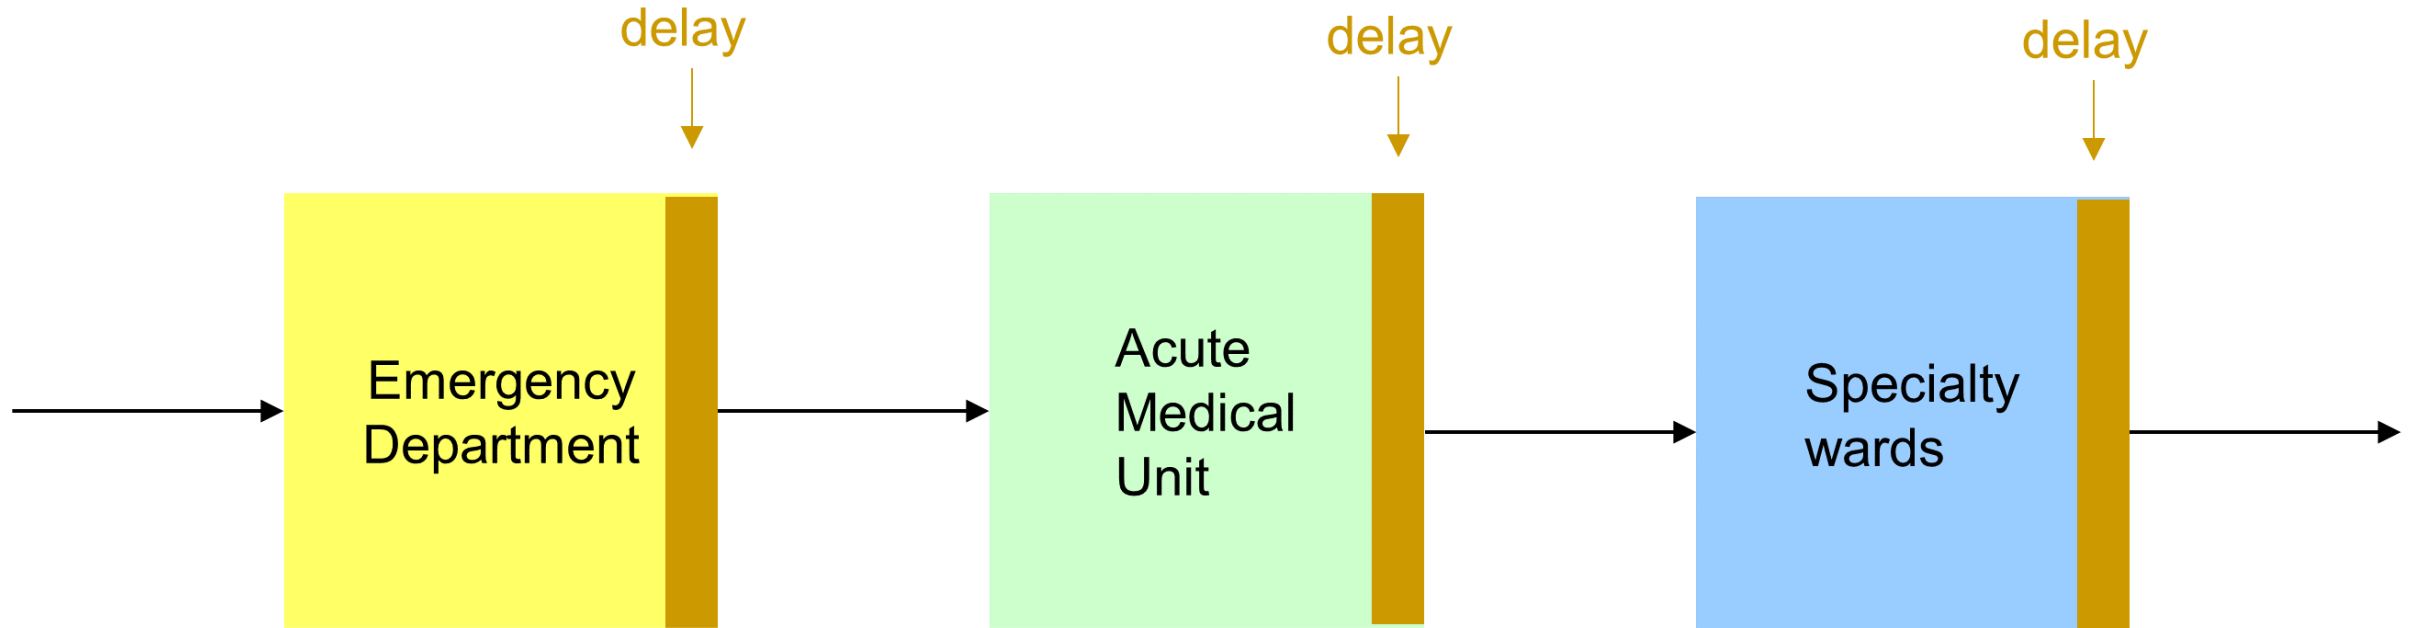 delay
delay
delay
Emergency
Department
Acute
Medical
Unit
Specialty
wards